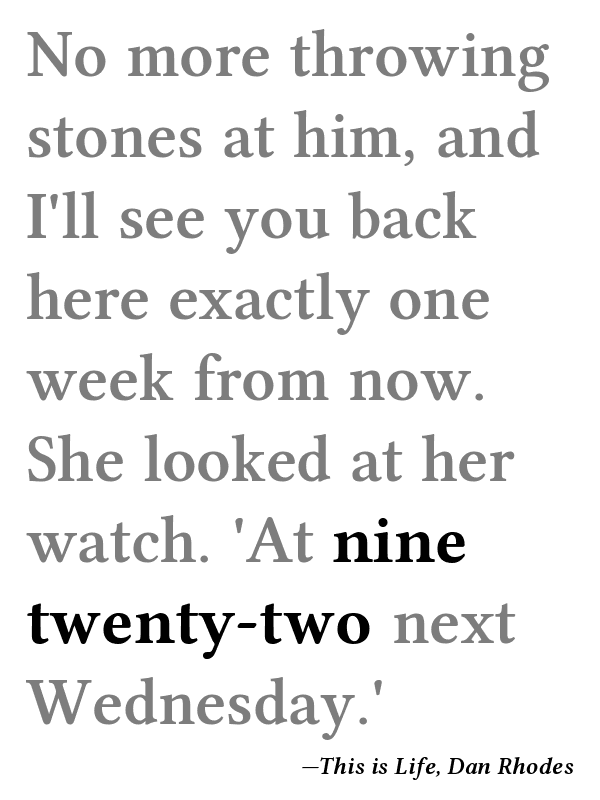 No more throwing
stones at him, and
I'll see you back
here exactly one
week from now.
She looked at her
watch. 'At nine
twenty-two next
Wednesday.'
—This is Life, Dan Rhodes